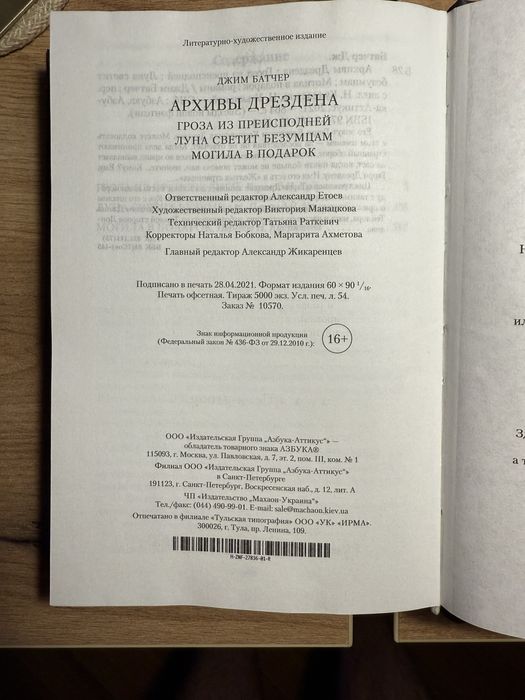 Литературно-художественное издание
ДЖИМ БАТЧЕР
АРХИВЫ ДРЕЗДЕНА
ГРОЗА ИЗ ПРЕИСПОДНЕЙ
ЛУНА СВЕТИТ БЕЗУМЦАМ
МОГИЛА В ПОДАРОК
Ответственный редактор Александр Етоев
Художественный редактор Виктория Манацкова
Технический редактор Татьяна Раткевич
Корректоры Наталья Бобкова, Маргарита Ахметова
Главный редактор Александр Жикаренцев
Подписано в печать 28.04.2021. Формат издания 60 × 90 1/16.
Печать офсетная. Тираж 5000 экз. Усл. печ. л. 54.
Заказ № 10570.
Знак информационной продукции
(Федеральный закон № 436-ФЗ от 29.12.2010 г.):
16+
ООО «Издательская Группа „Азбука-Аттикус“» —
обладатель товарного знака АЗБУКА®
115093, г. Москва, ул. Павловская, д. 7, эт. 2, пом. III, ком. № 1
Филиал ООО «Издательская Группа „Азбука-Аттикус“»
в Санкт-Петербурге
191123, г. Санкт-Петербург, Воскресенская наб., д. 12, лит. А
ЧП «Издательство „Махаон-Украина“»
Тел./факс: (044) 490-99-01. E-mail: sale@machaon.kiev.ua
Отпечатано в филиале «Тульская типография» ООО «УК» «ИРМА».
300026, г. Тула, пр. Ленина, 109.
H-ZNF-27836-01-R